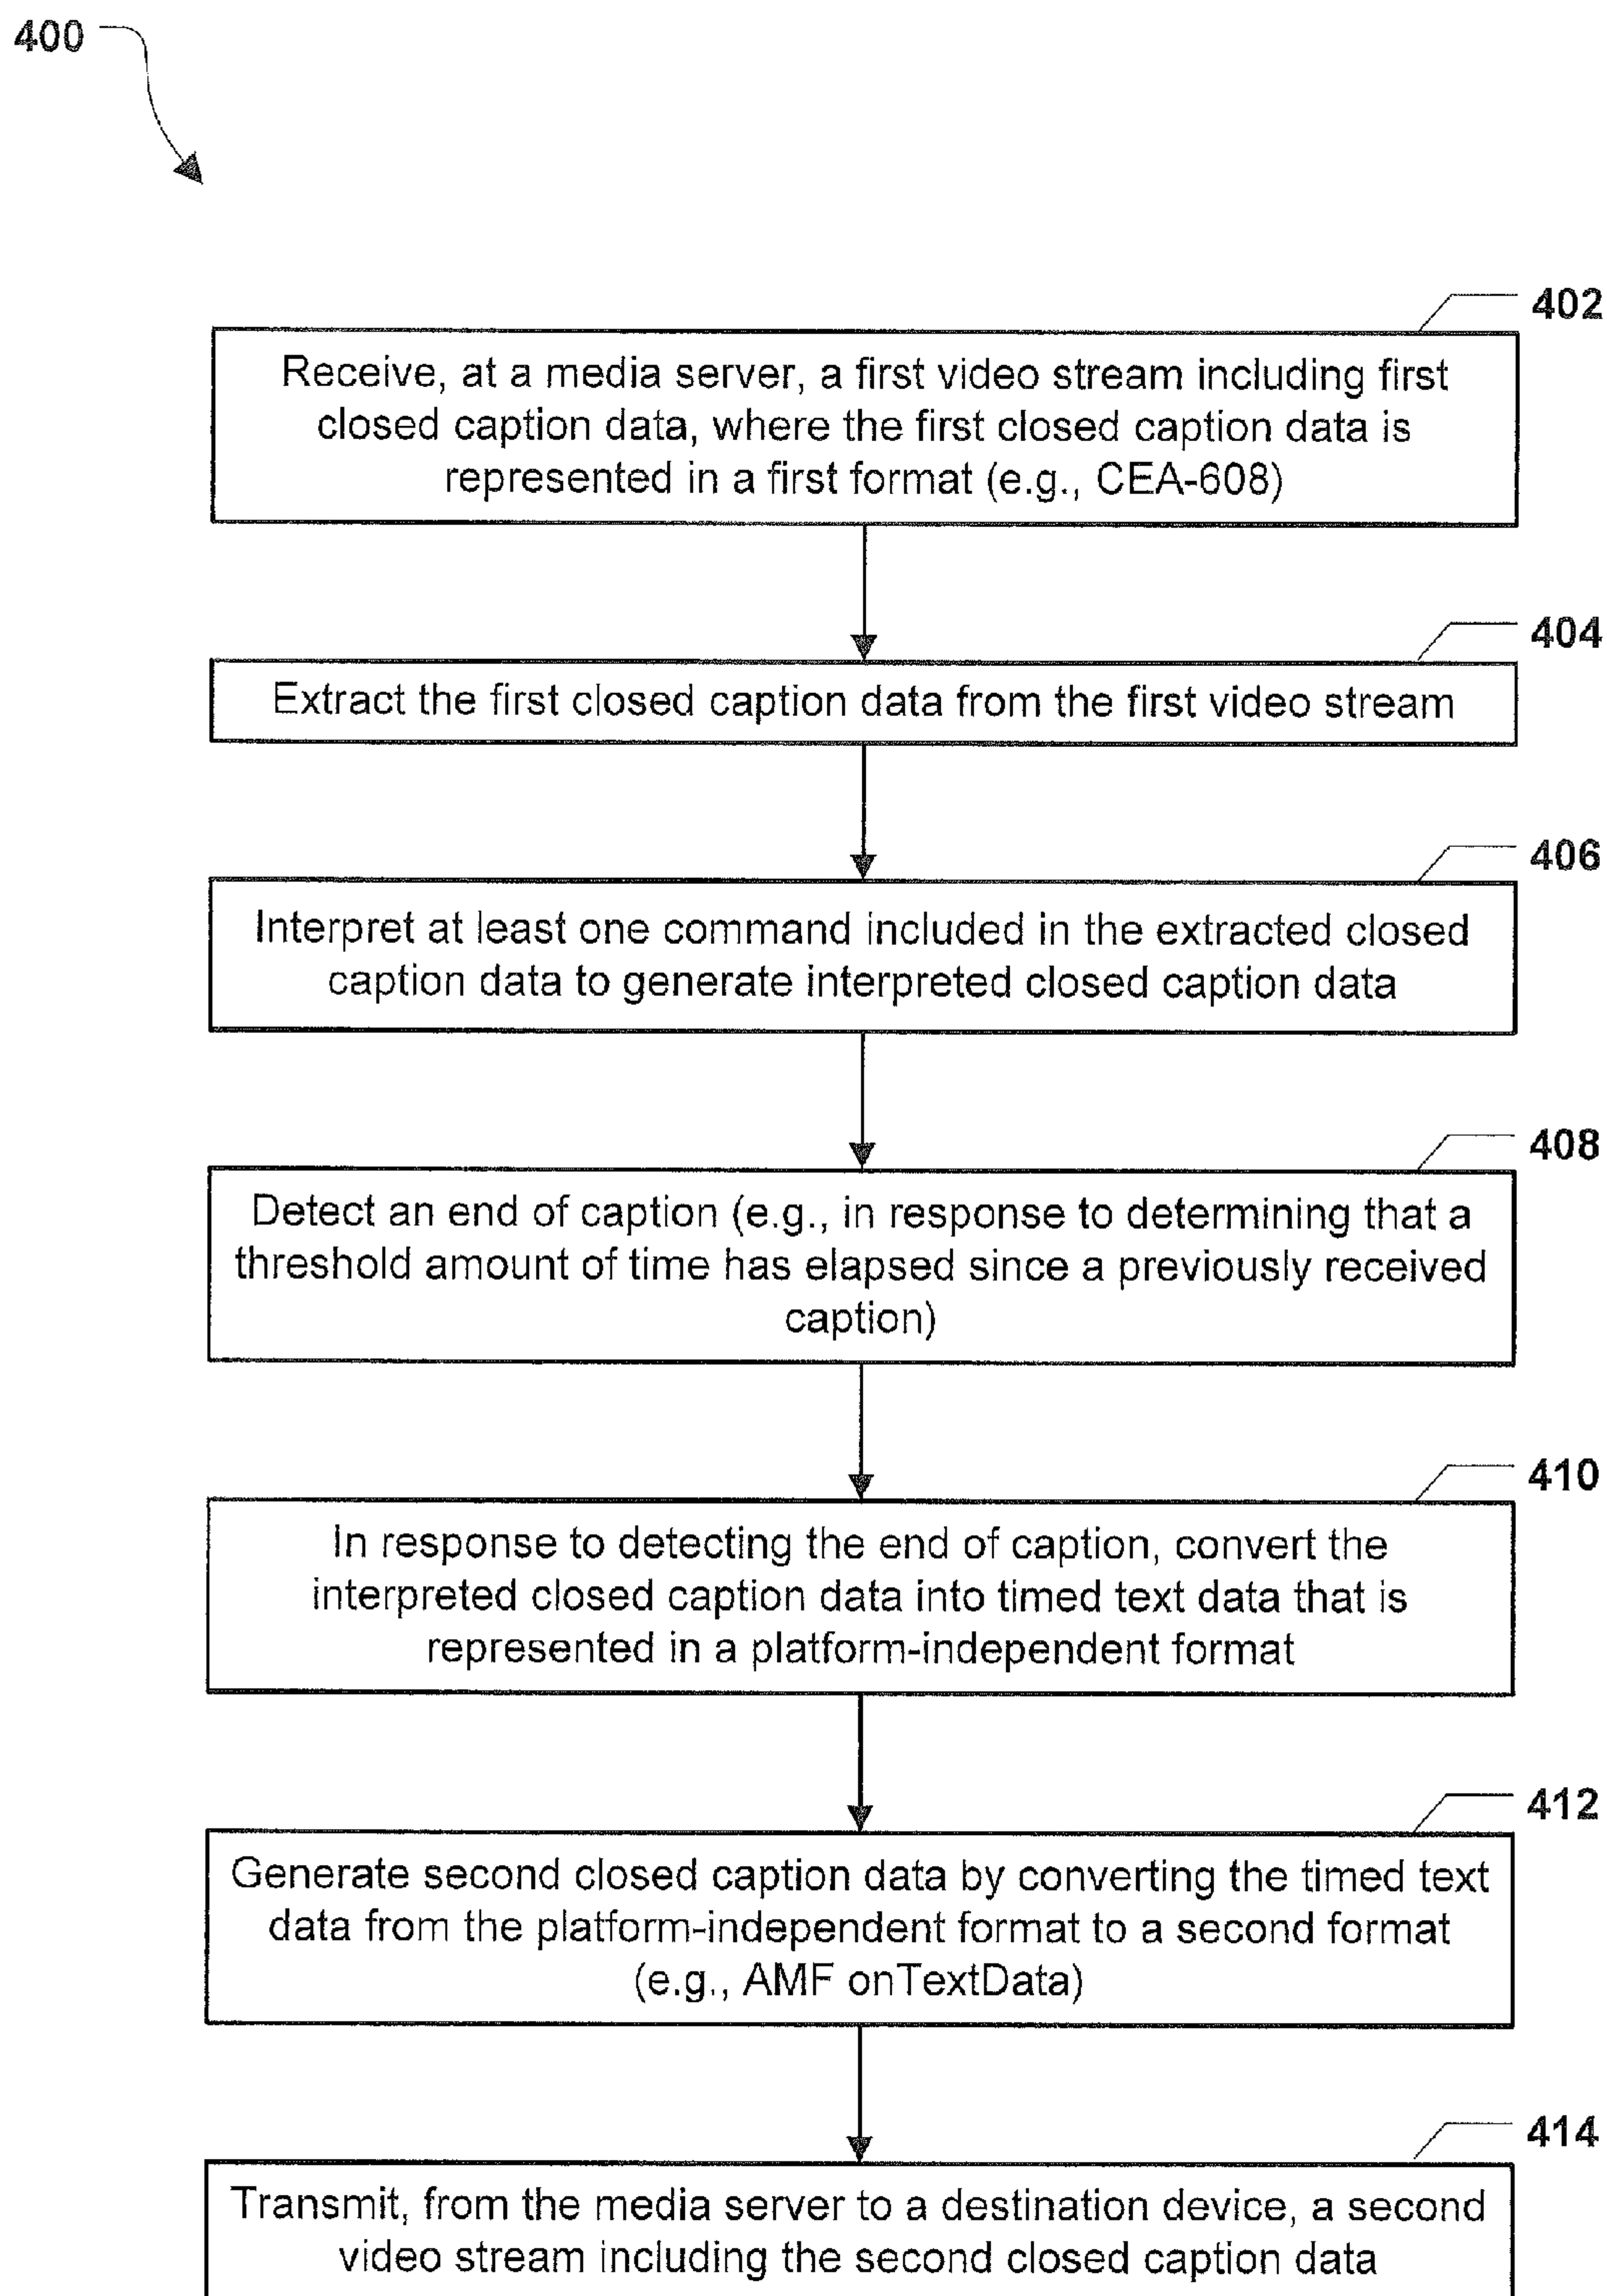 400
402
Receive, at a media server, a first video stream including first
closed caption data, where the first closed caption data is
represented in a first format (e.g., CEA-608)
404
Extract the first closed caption data from the first video stream
406
Interpret at least one command included in the extracted closed
caption data to generate interpreted closed caption data
408
Detect an end of caption (e.g., in response to determining that a
threshold amount of time has elapsed since a previously received
caption)
410
In response to detecting the end of caption, convert the
interpreted closed caption data into timed text data that is
represented in a platform-independent format
412
Generate second closed caption data by converting the timed text
data from the platform-independent format to a second format
(e.g., AMF onTextData)
414
Transmit, from the media server to a destination device, a second
video stream including the second closed caption data